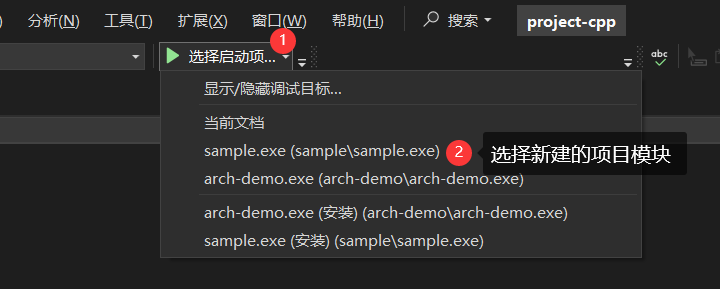 分析(N) 工具(T) 扩展(X) 窗口(W) 帮助(H) 搜索 project-cpp
1
选择启动项...
abc
显示/隐藏调试目标...
当前文档
sample.exe (sample\sample.exe) 2 选择新建的项目模块
arch-demo.exe (arch-demo\arch-demo.exe)
arch-demo.exe (安装) (arch-demo\arch-demo.exe)
sample.exe (安装) (sample\sample.exe)